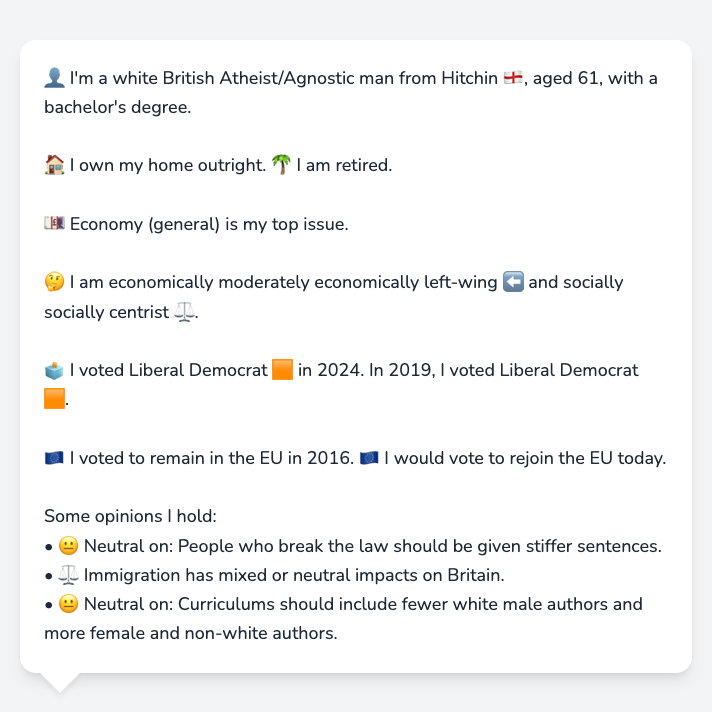 👤 I'm a white British Atheist/Agnostic man from Hitchin 🏴󠁧󠁢󠁥󠁮󠁧󠁿, aged 61, with a
bachelor's degree.
🏠 I own my home outright. 🌴 I am retired.
💷 Economy (general) is my top issue.
🤔 I am economically moderately economically left-wing ⬅️ and socially
socially centrist ⚖️.
🗳️ I voted Liberal Democrat 🟧 in 2024. In 2019, I voted Liberal Democrat
🟧.
🇪🇺 I voted to remain in the EU in 2016. 🇪🇺 I would vote to rejoin the EU today.
Some opinions I hold:
• 😐 Neutral on: People who break the law should be given stiffer sentences.
• ⚖️ Immigration has mixed or neutral impacts on Britain.
• 😐 Neutral on: Curriculums should include fewer white male authors and
more female and non-white authors.